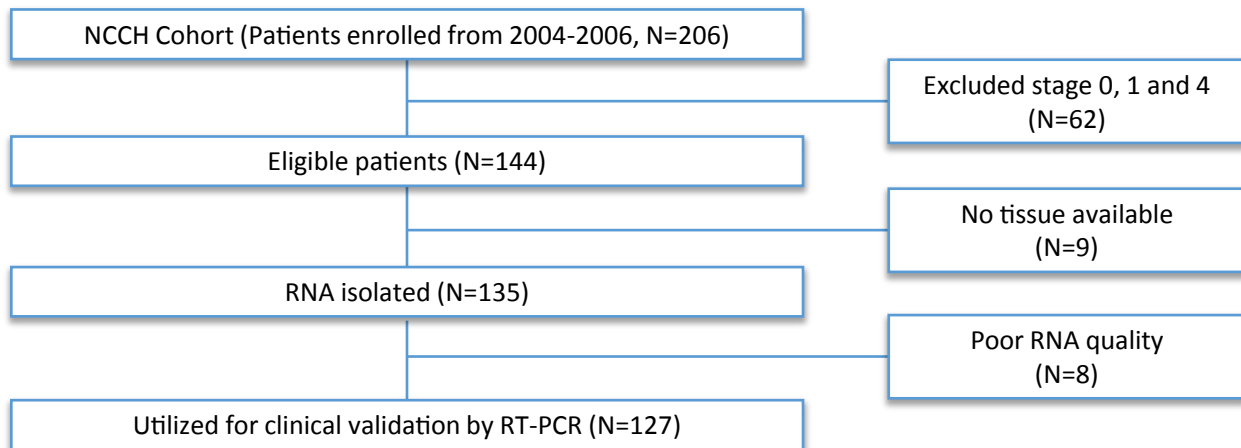 NCCH Cohort (Patients enrolled from 2004-2006, N=206)
Excluded stage 0, 1 and 4
(N=62)
Eligible patients (N=144)
No tissue available
(N=9)
RNA isolated (N=135)
Poor RNA quality
(N=8)
Utilized for clinical validation by RT-PCR (N=127)